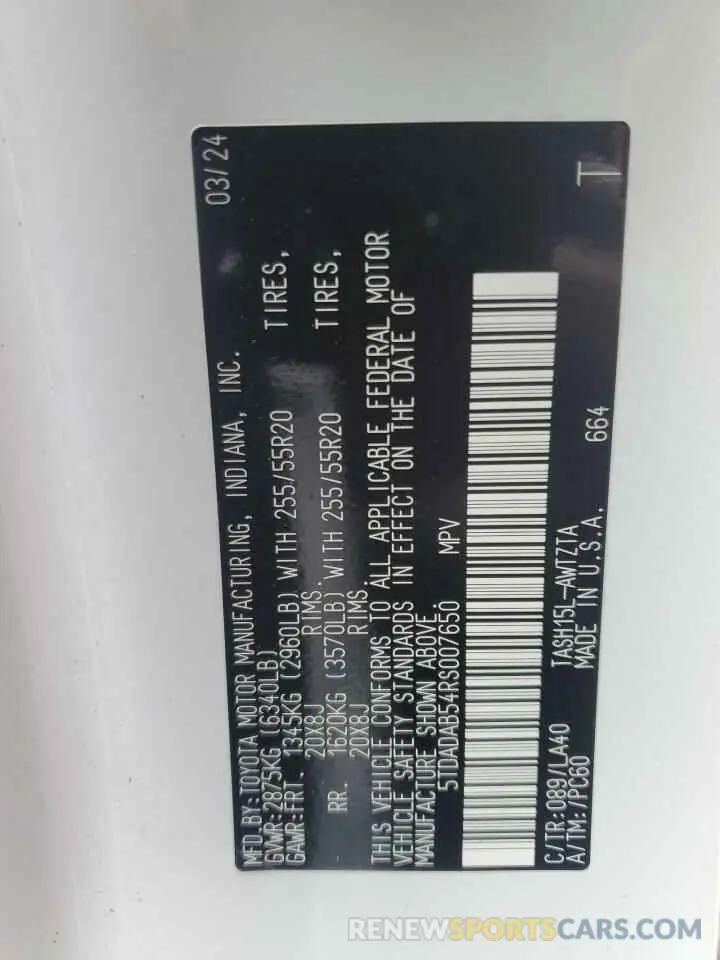 MFD.BY:TOYOTA MOTOR MANUFACTURING, INDIANA, INC. 03/24
GVWR:2875KG (6340LB)
GAWR:FRT. 1345KG (2960LB) WITH 255/55R20 TIRES,
20X8J RIMS.
RR. 1620KG (3570LB) WITH 255/55R20 TIRES,
20X8J RIMS.
THIS VEHICLE CONFORMS TO ALL APPLICABLE FEDERAL MOTOR
VEHICLE SAFETY STANDARDS IN EFFECT ON THE DATE OF
MANUFACTURE SHOWN ABOVE.
5TDADAB54RS007650 MPV
C/TR:089/LA40 TASH15L-AWTZTA 664 T
A/TM:/PC60 MADE IN U.S.A.
RENEWSPORTSCARS.COM